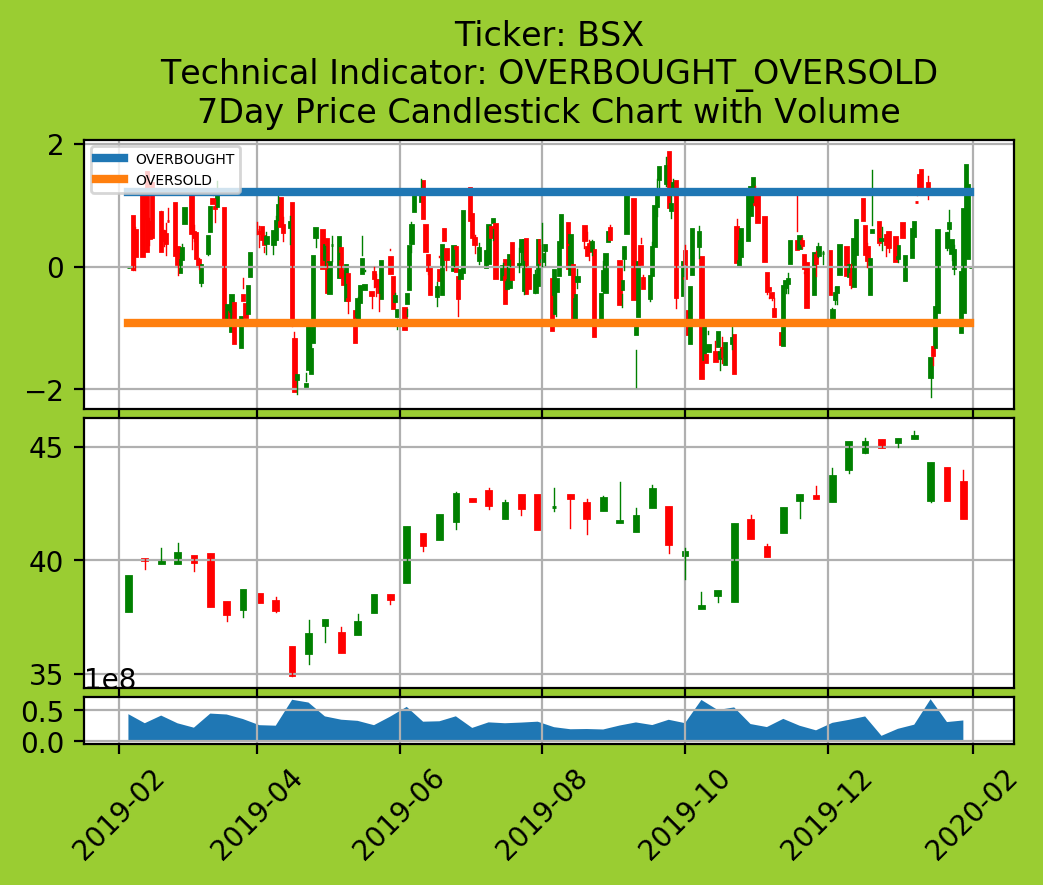 Ticker: BSX
Technical Indicator: OVERBOUGHT_OVERSOLD
7Day Price Candlestick Chart with Volume
2
OVERBOUGHT
OVERSOLD
0
−2
45
40
35
1e8
0.5
0.0
2019-02
2019-04
2019-06
2019-08
2019-10
2019-12
2020-02